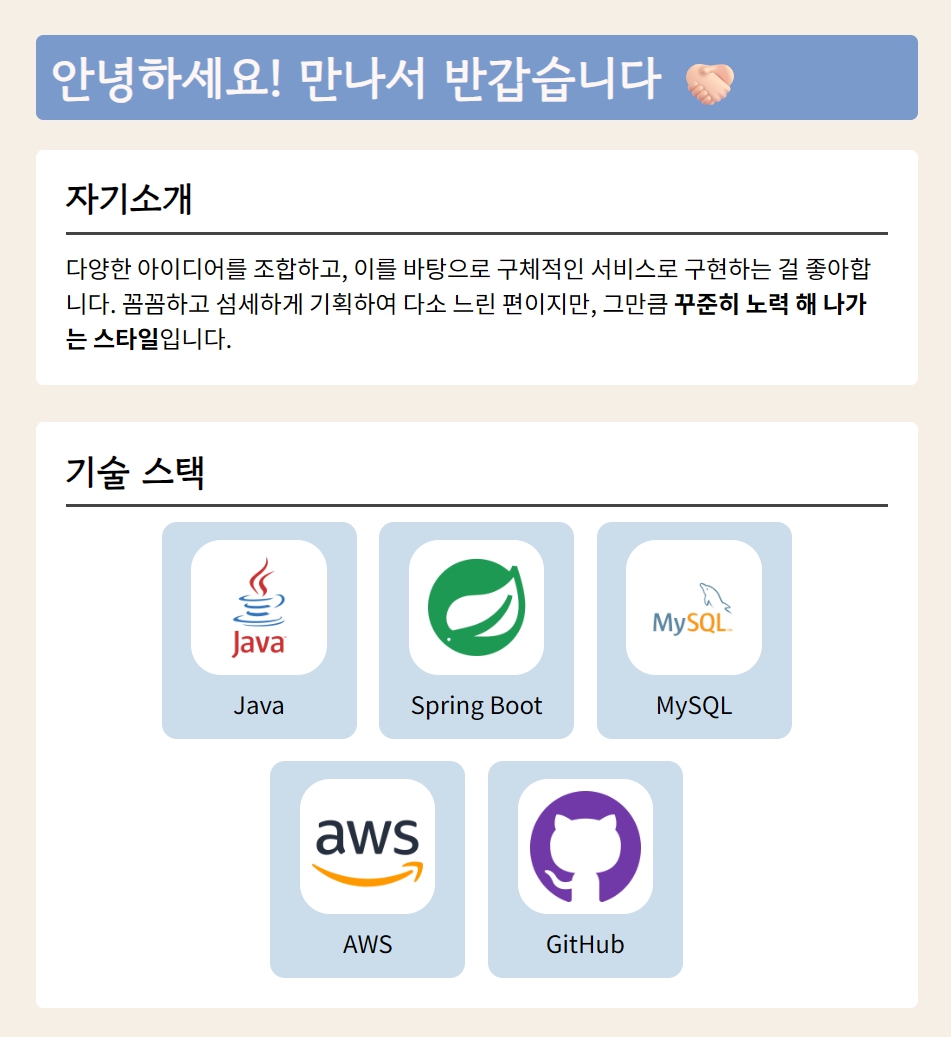 안녕하세요! 만나서 반갑습니다 🤝🏻
자기소개
다양한 아이디어를 조합하고, 이를 바탕으로 구체적인 서비스로 구현하는 걸 좋아합
니다. 꼼꼼하고 섬세하게 기획하여 다소 느린 편이지만, 그만큼 꾸준히 노력 해 나가
는 스타일입니다.
기술 스택
Java
MySQL
Java
Spring Boot
MySQL
aws
AWS
GitHub